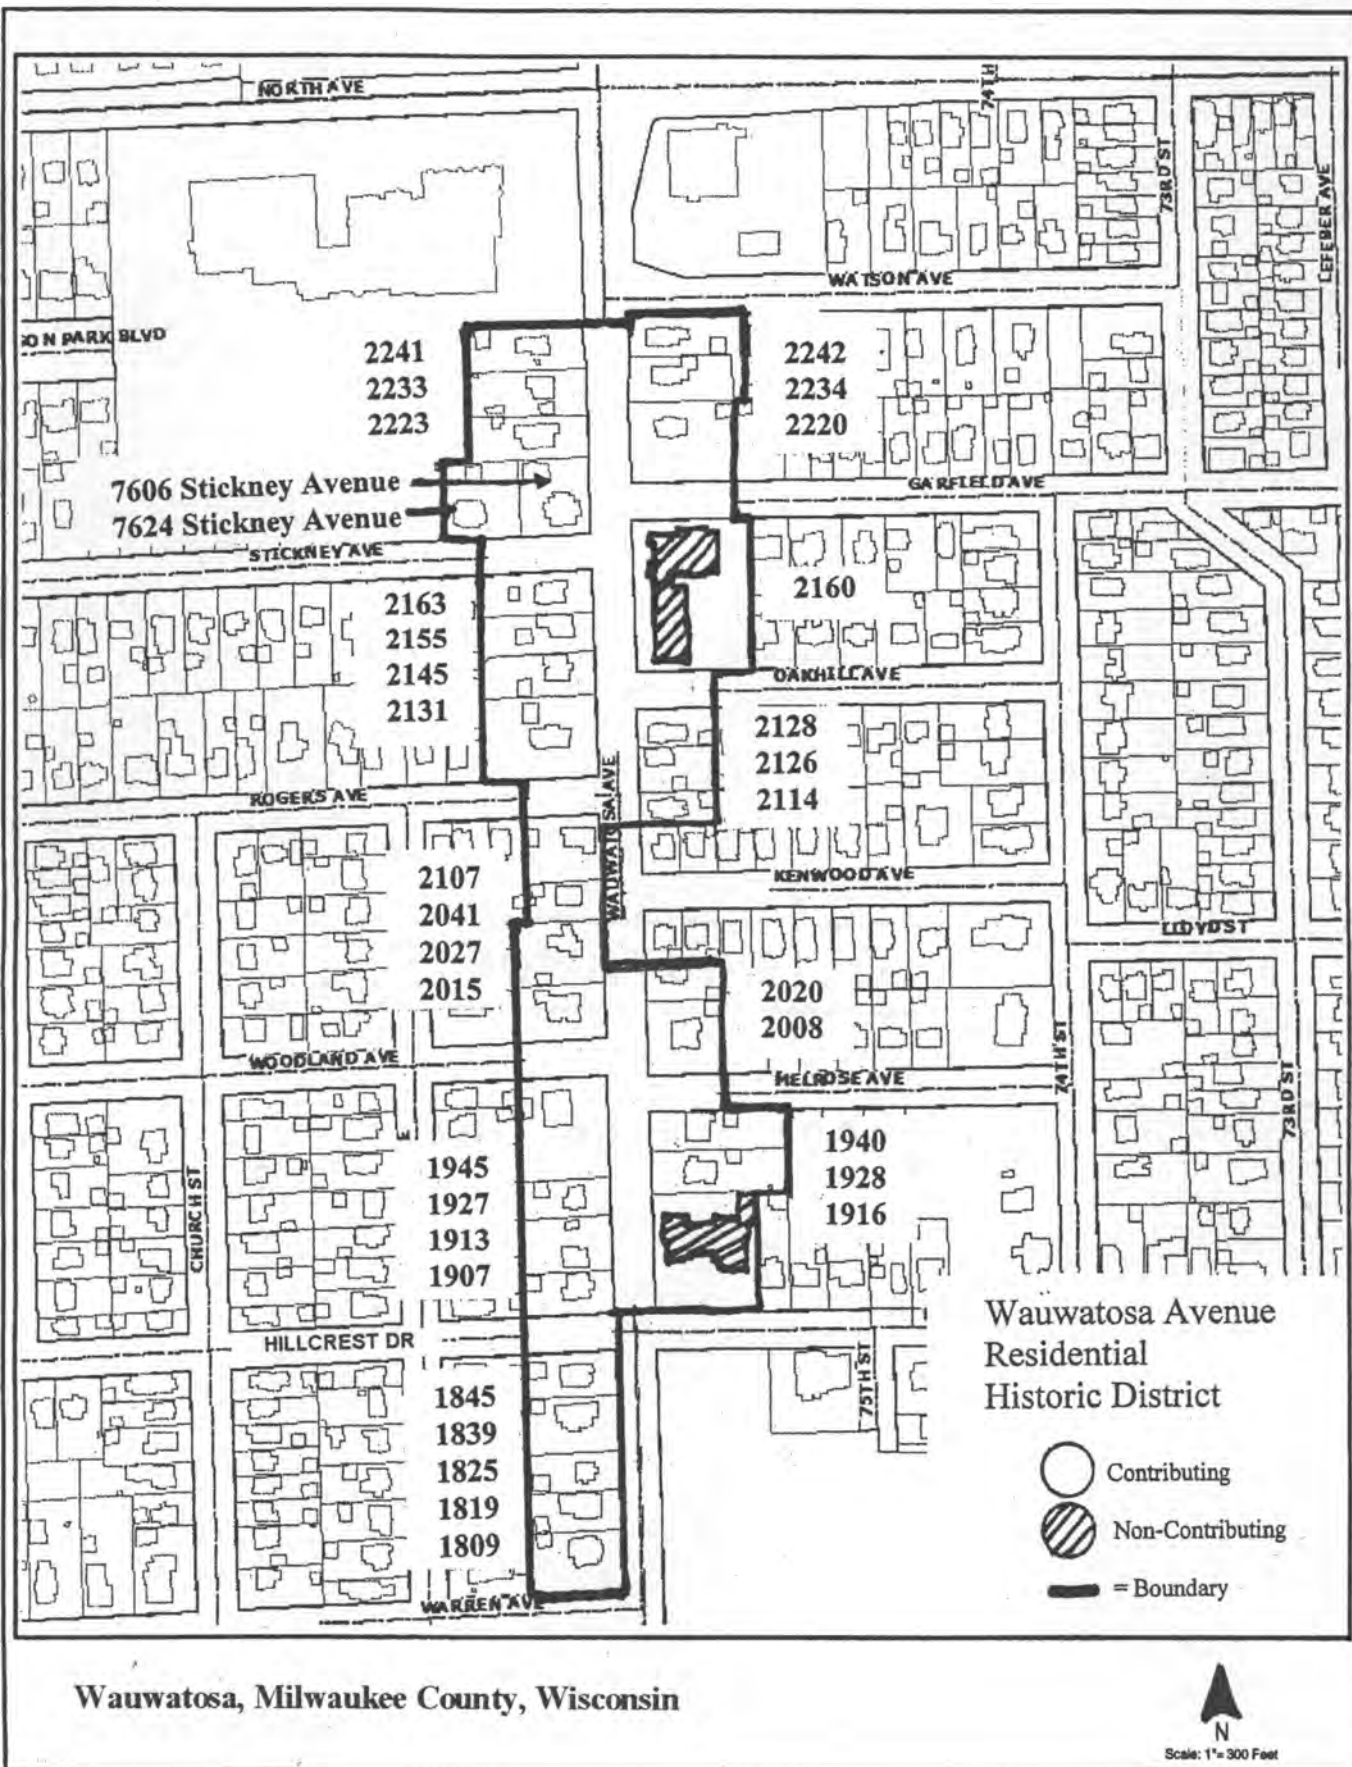 NORTH AVE
74TH
73RD ST
LEFEBER AVE
WATSON AVE
ON PARK BLVD
2241
2233
2223
2242
2234
2220
7606 Stickney Avenue
7624 Stickney Avenue
GARFIELD AVE
STICKNEY AVE
2163
2155
2145
2131
2160
OAKHILL AVE
2128
2126
2114
WAUWATOSA AVE
ROGERS AVE
KENWOOD AVE
2107
2041
2027
2015
LLOYD ST
2020
2008
WOODLAND AVE
MELROSE AVE
74TH ST
73RD ST
CHURCH ST
1945
1927
1913
1907
1940
1928
1916
HILLCREST DR
75TH ST
1845
1839
1825
1819
1809
WARREN AVE
Wauwatosa Avenue
Residential
Historic District
Contributing
Non-Contributing
= Boundary
Wauwatosa, Milwaukee County, Wisconsin
N
Scale: 1"= 300 Feet